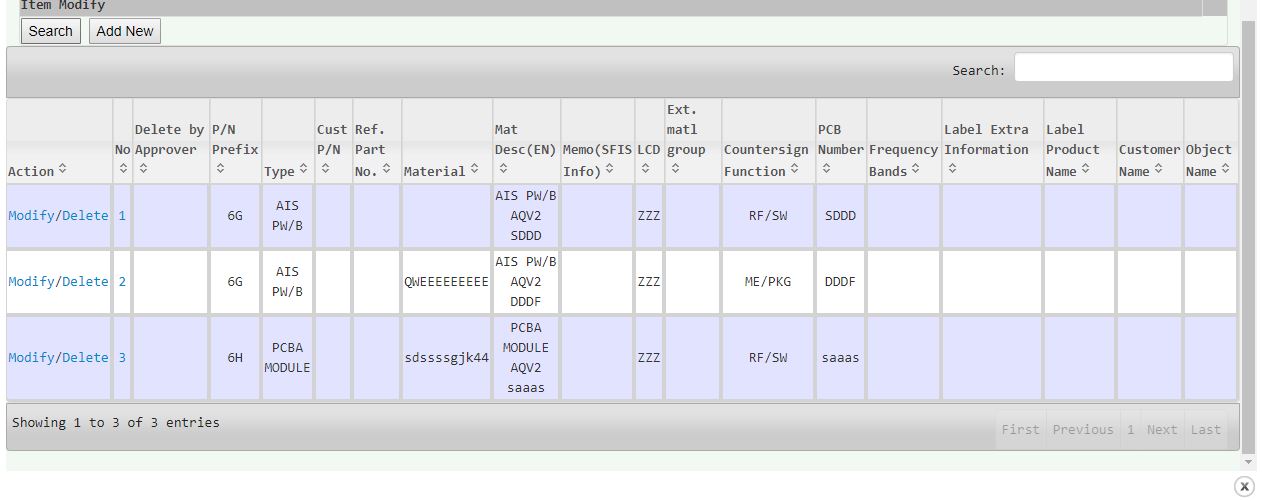 Item Modify
Search Add New
Search:
Action No Delete by Approver P/N Prefix Type Cust P/N Ref. Part No. Material Mat Desc(EN) Memo(SFIS Info) LCD Ext. matl group Countersign Function PCB Number Frequency Bands Label Extra Information Label Product Name Customer Name Object Name
Modify/Delete 1 6G AIS PW/B AIS PW/B AQV2 SDDD ZZZ RF/SW SDDD
Modify/Delete 2 6G AIS PW/B QWEEEEEEEEE AIS PW/B AQV2 DDDF ZZZ ME/PKG DDDF
Modify/Delete 3 6H PCBA MODULE sdssssgjk44 PCBA MODULE AQV2 saaas ZZZ RF/SW saaas
Showing 1 to 3 of 3 entries First Previous 1 Next Last